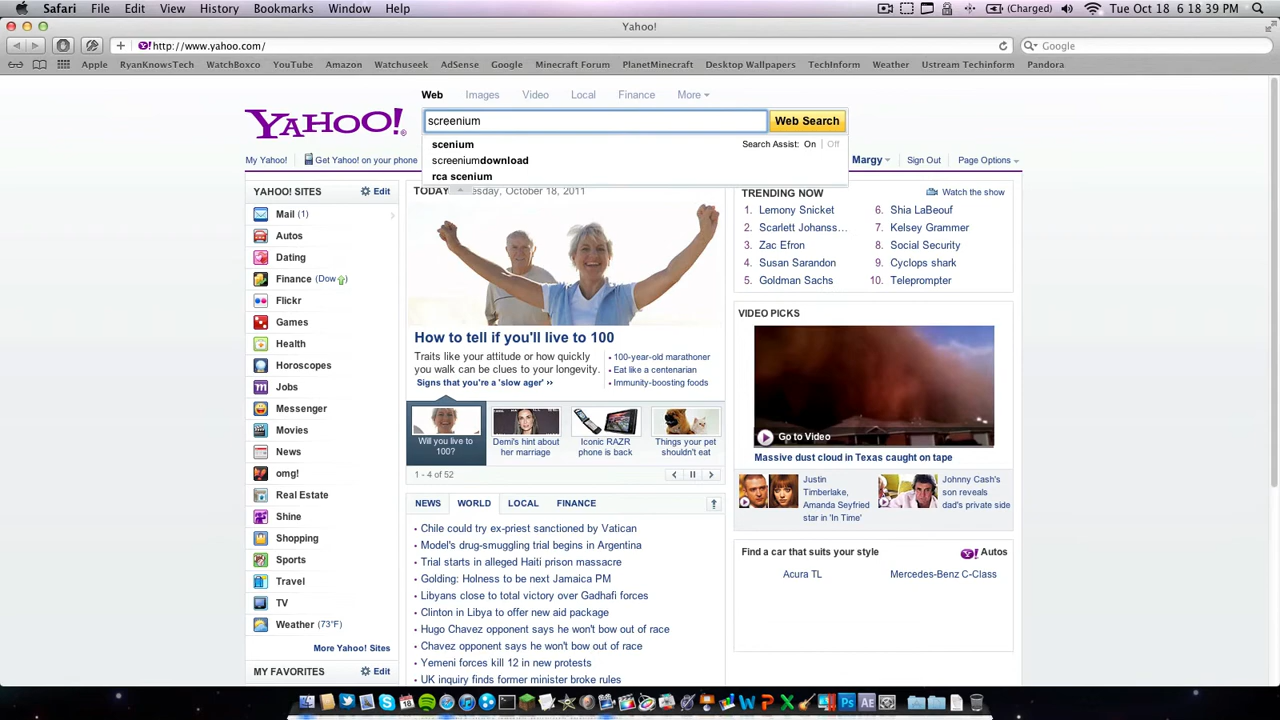 Safari File Edit View History Bookmarks Window Help (Charged) Tue Oct 18 6:18:39 PM
Yahoo!
http://www.yahoo.com/ Google
Apple RyanKnowsTech WatchBoxco YouTube Amazon Watchuseek AdSense Google Minecraft Forum PlanetMinecraft Desktop Wallpapers TechInform Weather Ustream Techinform Pandora
Web Images Video Local Finance More
YAHOO!
screenium Web Search
scenium Search Assist: On Off
screeniumdownload
rca scenium
My Yahoo! Get Yahoo! on your phone Margy Sign Out Page Options
YAHOO! SITES Edit
Mail (1)
Autos
Dating
Finance (Dow)
Flickr
Games
Health
Horoscopes
Jobs
Messenger
Movies
News
omg!
Real Estate
Shine
Shopping
Sports
Travel
TV
Weather (73°F)
More Yahoo! Sites
MY FAVORITES Edit
TODAY esday, October 18, 2011
How to tell if you'll live to 100
Traits like your attitude or how quickly
you walk can be clues to your longevity.
Signs that you're a 'slow ager' »
• 100-year-old marathoner
• Eat like a centenarian
• Immunity-boosting foods
Will you live to
100?
Demi's hint about
her marriage
Iconic RAZR
phone is back
Things your pet
shouldn't eat
1 - 4 of 52
NEWS WORLD LOCAL FINANCE
• Chile could try ex-priest sanctioned by Vatican
• Model's drug-smuggling trial begins in Argentina
• Trial starts in alleged Haiti prison massacre
• Golding: Holness to be next Jamaica PM
• Libyans close to total victory over Gadhafi forces
• Clinton in Libya to offer new aid package
• Hugo Chavez opponent says he won't bow out of race
• Chavez opponent says he won't bow out of race
• Yemeni forces kill 12 in new protests
• UK inquiry finds former minister broke rules
TRENDING NOW Watch the show
1. Lemony Snicket
2. Scarlett Johanss...
3. Zac Efron
4. Susan Sarandon
5. Goldman Sachs
6. Shia LaBeouf
7. Kelsey Grammer
8. Social Security
9. Cyclops shark
10. Teleprompter
VIDEO PICKS
Go to Video
Massive dust cloud in Texas caught on tape
Justin
Timberlake,
Amanda Seyfried
star in 'In Time'
Johnny Cash's
son reveals
dad's private side
Find a car that suits your style Y! Autos
Acura TL Mercedes-Benz C-Class